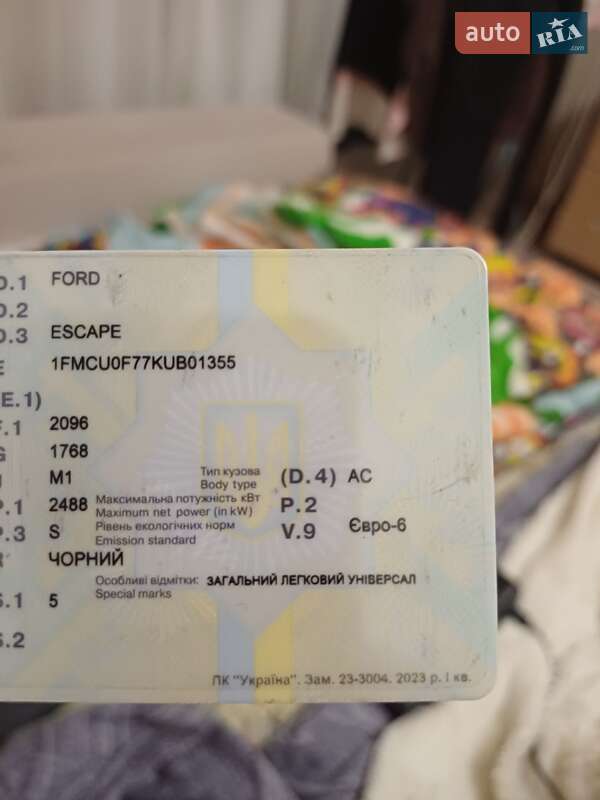 auto RIA .com
D.1 FORD
D.2
D.3 ESCAPE
E 1FMCU0F77KUB01355
(E.1)
F.1 2096
G 1768
J M1 Тип кузова (D.4) AC
Body type
P.1 2488 Максимальна потужність кВт P.2
Maximum net power (in kW)
P.3 S Рівень екологічних норм V.9 Євро-6
Emission standard
R ЧОРНИЙ
Особливі відмітки: ЗАГАЛЬНИЙ ЛЕГКОВИЙ УНІВЕРСАЛ
S.1 5 Special marks
S.2
ПК "Україна". Зам. 23-3004. 2023 р. І кв.